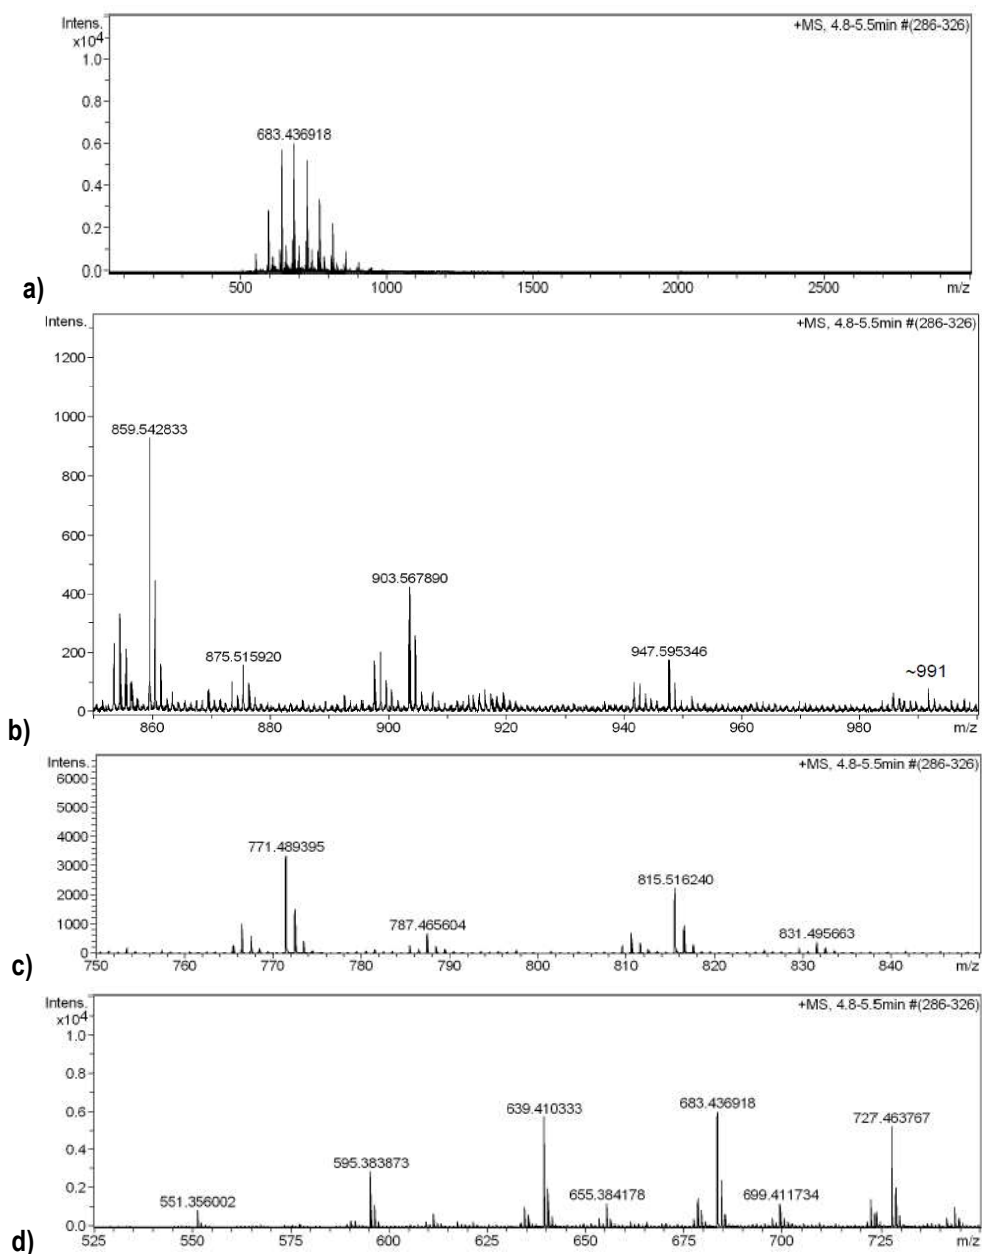 Intens.
x10⁴
+MS, 4.8-5.5min #(286-326)
1.0
0.8
683.436918
0.6
0.4
0.2
0.0
500 1000 1500 2000 2500 m/z
a)
Intens.
+MS, 4.8-5.5min #(286-326)
1200
1000
859.542833
800
600
903.567890
400
875.515920
947.595346
~991
200
0
860 880 900 920 940 960 980 m/z
b)
Intens.
+MS, 4.8-5.5min #(286-326)
6000
5000
4000
771.489395
3000
815.516240
2000
787.465604
831.495663
1000
0
750 760 770 780 790 800 810 820 830 840 m/z
c)
Intens.
x10⁴
+MS, 4.8-5.5min #(286-326)
1.0
0.8
639.410333
683.436918
727.463767
0.6
0.4
595.383873
655.384178
699.411734
0.2
551.356002
0.0
525 550 575 600 625 650 675 700 725 m/z
d)